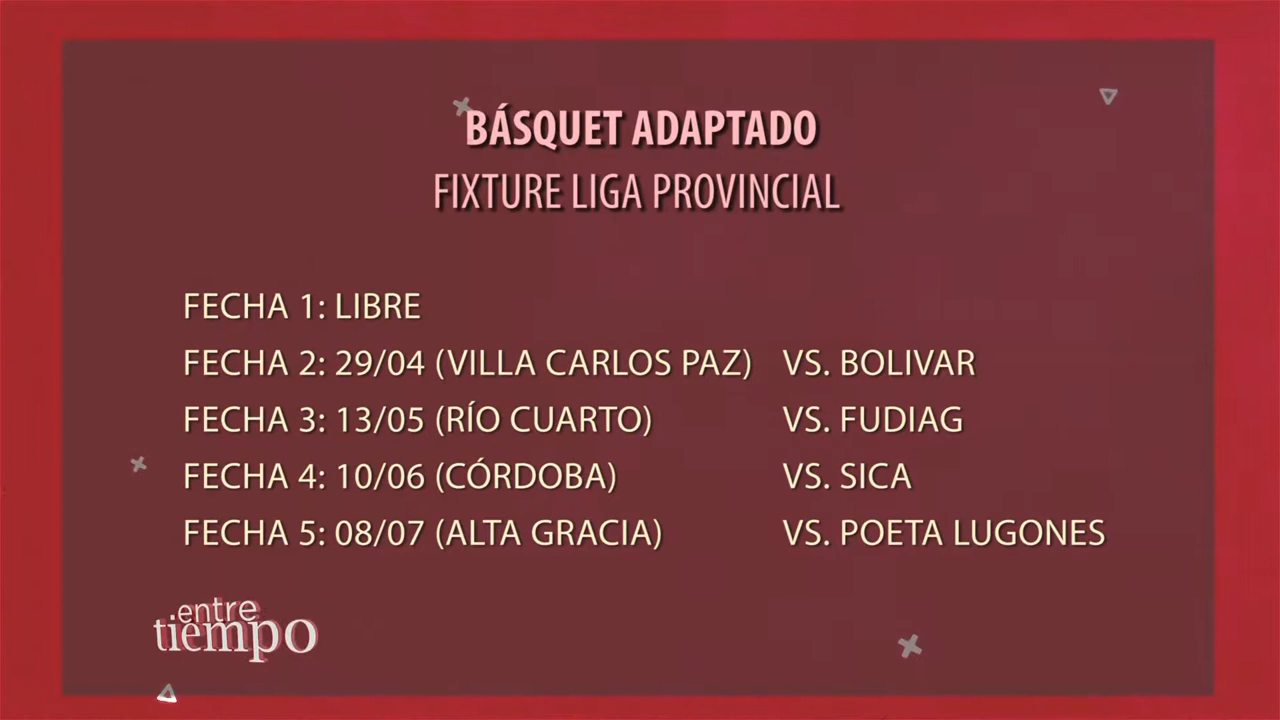 BÁSQUET ADAPTADO
FIXTURE LIGA PROVINCIAL
FECHA 1: LIBRE
FECHA 2: 29/04 (VILLA CARLOS PAZ) VS. BOLIVAR
FECHA 3: 13/05 (RÍO CUARTO) VS. FUDIAG
FECHA 4: 10/06 (CÓRDOBA) VS. SICA
FECHA 5: 08/07 (ALTA GRACIA) VS. POETA LUGONES
entre
tiempo